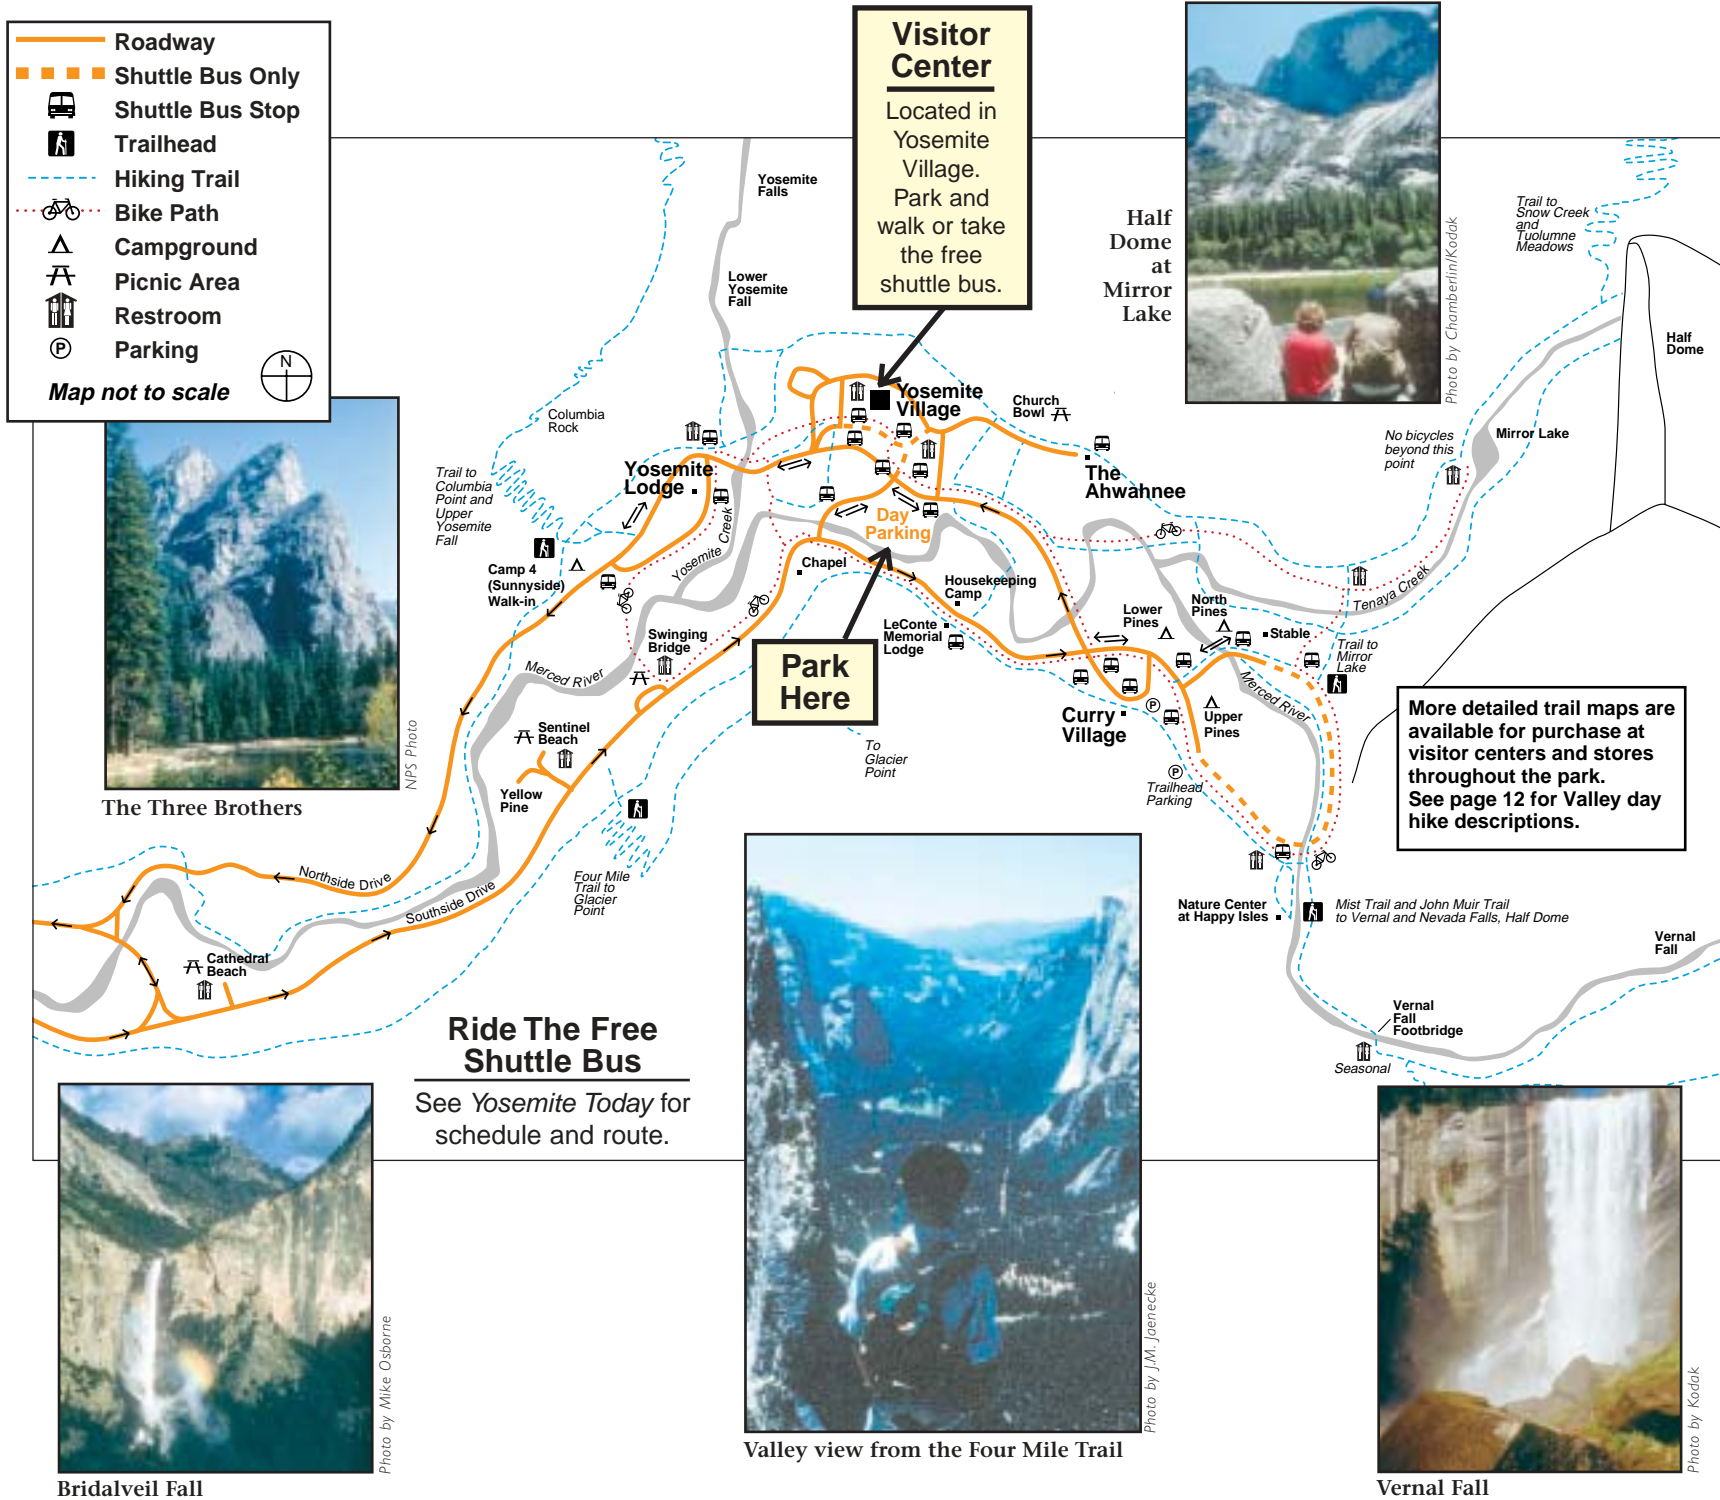 Roadway
Shuttle Bus Only
Shuttle Bus Stop
Trailhead
Hiking Trail
Bike Path
Campground
Picnic Area
Restroom
P Parking
Map not to scale
N
Visitor
Center
Located in
Yosemite
Village.
Park and
walk or take
the free
shuttle bus.
Half
Dome
at
Mirror
Lake
Photo by Chamberlin/Kodak
Trail to
Snow Creek
and
Tuolumne
Meadows
Half
Dome
Yosemite
Falls
Lower
Yosemite
Fall
Columbia
Rock
Trail to
Columbia
Point and
Upper
Yosemite
Fall
Yosemite
Lodge
Yosemite
Village
Church
Bowl
The
Ahwahnee
No bicycles
beyond this
point
Mirror Lake
Day
Parking
Yosemite Creek
Camp 4
(Sunnyside)
Walk-in
Chapel
Housekeeping
Camp
LeConte
Memorial
Lodge
Lower
Pines
North
Pines
Stable
Tenaya Creek
Trail to
Mirror
Lake
Swinging
Bridge
Merced River
Park
Here
Merced River
Curry
Village
P
Upper
Pines
P
Trailhead
Parking
To
Glacier
Point
Sentinel
Beach
Yellow
Pine
More detailed trail maps are
available for purchase at
visitor centers and stores
throughout the park.
See page 12 for Valley day
hike descriptions.
NPS Photo
The Three Brothers
Northside Drive
Southside Drive
Four Mile
Trail to
Glacier
Point
Nature Center
at Happy Isles
Mist Trail and John Muir Trail
to Vernal and Nevada Falls, Half Dome
Vernal
Fall
Cathedral
Beach
Vernal
Fall
Footbridge
Seasonal
Ride The Free
Shuttle Bus
See Yosemite Today for
schedule and route.
Photo by Mike Osborne
Bridalveil Fall
Photo by J.M. Jaenecke
Valley view from the Four Mile Trail
Photo by Kodak
Vernal Fall